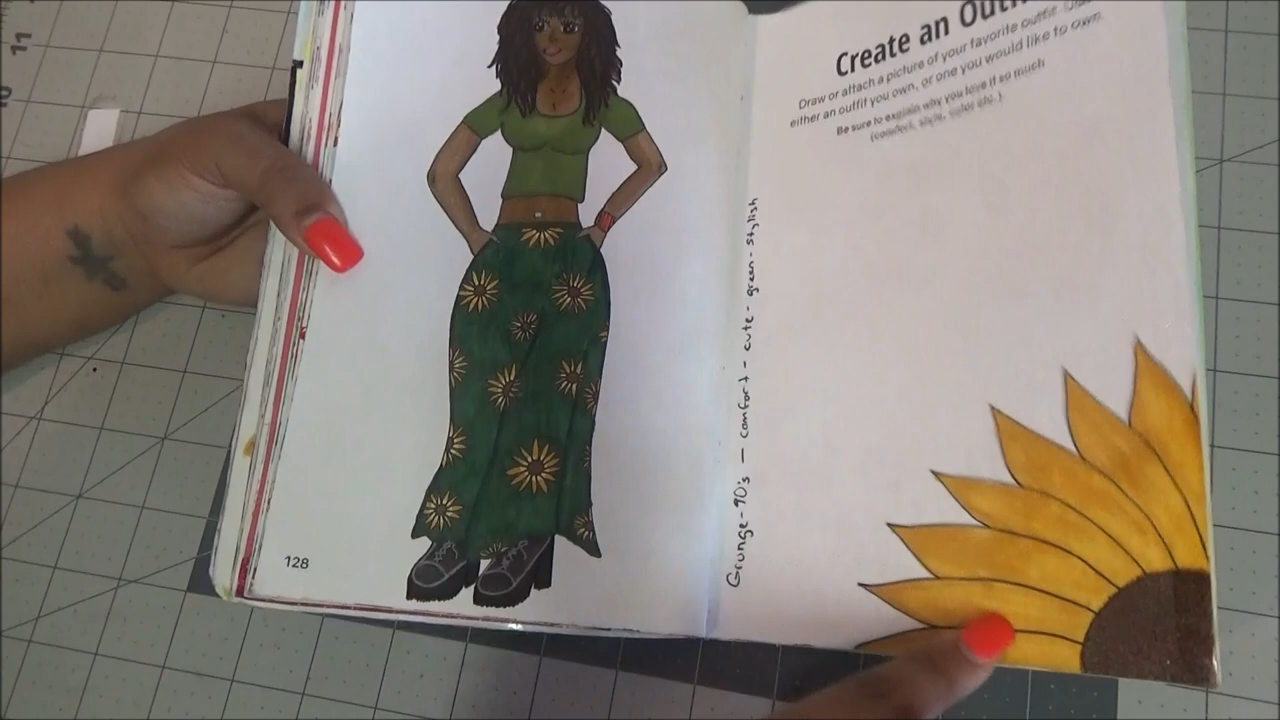 11
10
128
Grunge-90's — comfort - cute - green - stylish
Create an
Draw or attach a picture of your favorite outfit.
either an outfit you own, or one you would like to own.
Be sure to explain why you love it so much
(comfort, style, color etc.)